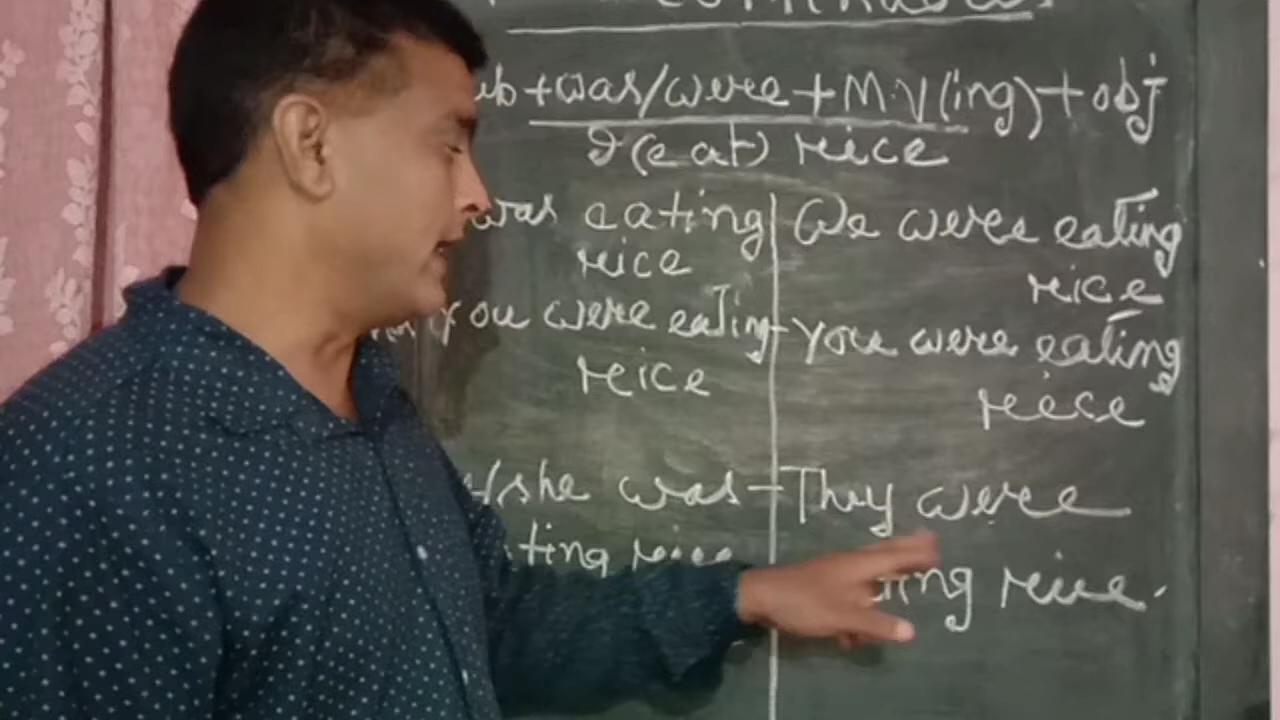 +was/were+M.V(ing)+obj
I(eat) rice
was eating
rice
You were eating
rice
/she was
ting rice
We were eating
rice
You were eating
rice
They were
ting rice.